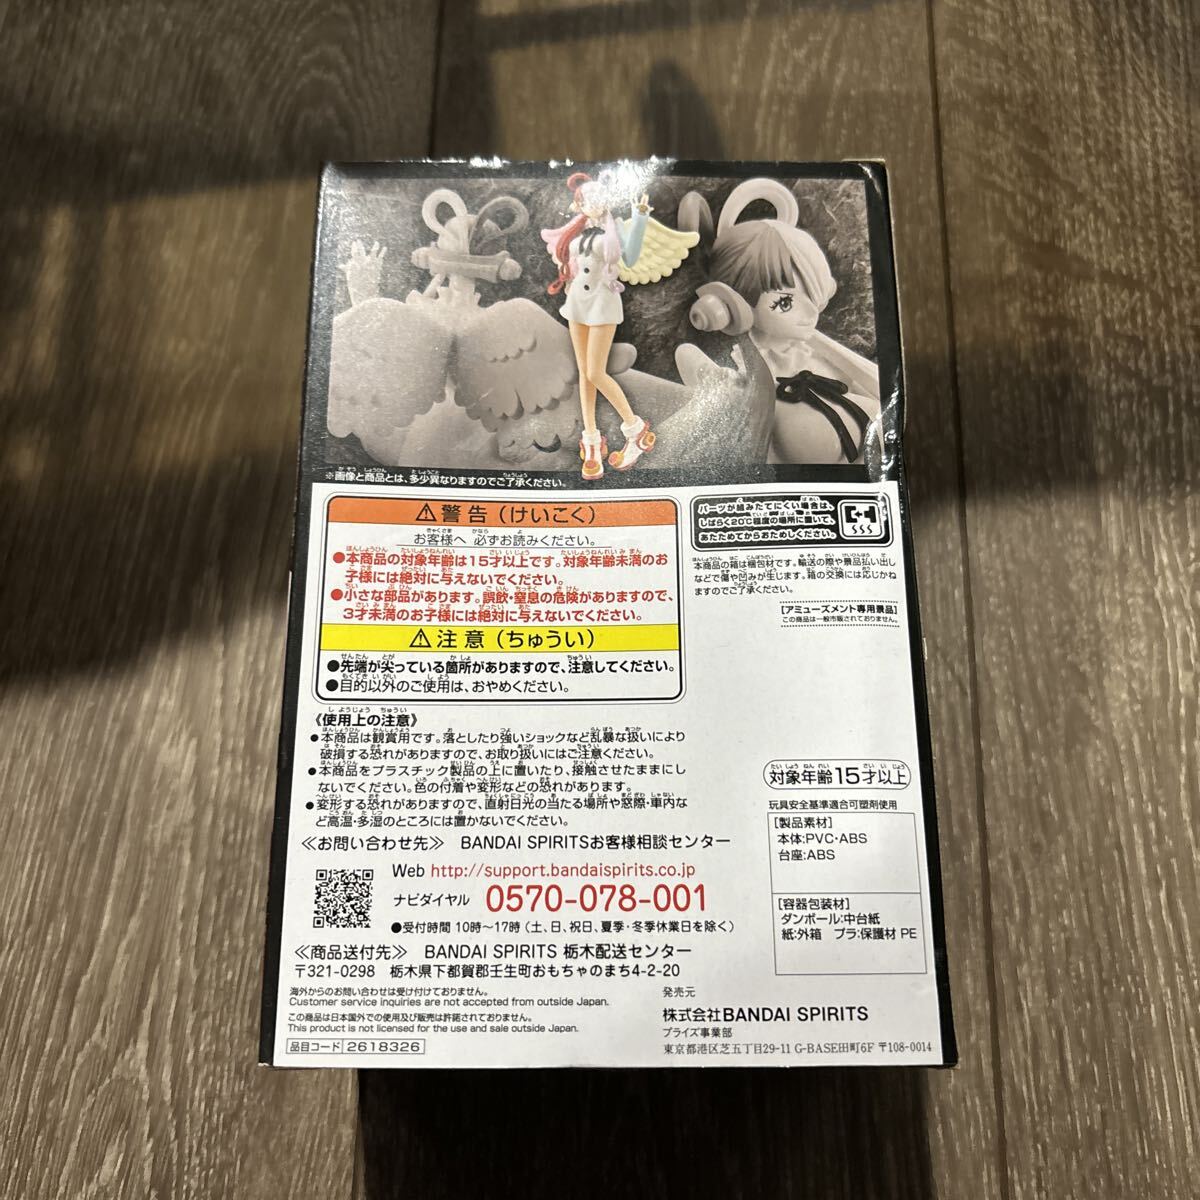 ※画像と商品とは、多少異なりますのでご了承ください。
⚠警告(けいこく)
お客様へ 必ずお読みください。
●本商品の対象年齢は15才以上です。対象年齢未満のお
子様には絶対に与えないでください。
●小さな部品があります。誤飲・窒息の危険がありますので、
3才未満のお子様には絶対に与えないでください。
⚠注意(ちゅうい)
●先端が尖っている箇所がありますので、注意してください。
●目的以外のご使用は、おやめください。
パーツが組みたてにくい場合は、
しばらく20℃程度の場所に置いて、
あたためてからおためしください。
本商品の箱は梱包材です。輸送の際や景品払い出し
などで傷や凹みが生じます。箱の交換には応じかね
ますのでご了承ください。
[アミューズメント専用景品]
この商品は一般市販されておりません。
《使用上の注意》
●本商品は観賞用です。落としたり強いショックなど乱暴な扱いにより
破損する恐れがありますので、お取り扱いにはご注意ください。
●本商品をプラスチック製品の上に置いたり、接触させたままにし
ないでください。色の付着や変形などの恐れがあります。
●変形する恐れがありますので、直射日光の当たる場所や窓際・車内な
ど高温・多湿のところには置かないでください。
≪お問い合わせ先≫ BANDAI SPIRITSお客様相談センター
Web http://support.bandaispirits.co.jp
ナビダイヤル 0570-078-001
●受付時間 10時〜17時(土、日、祝日、夏季・冬季休業日を除く)
≪商品送付先≫ BANDAI SPIRITS 栃木配送センター
〒321-0298 栃木県下都賀郡壬生町おもちゃのまち4-2-20
海外からのお問い合わせは受け付けておりません。
Customer service inquiries are not accepted from outside Japan.
この商品は日本国外での使用及び販売は許諾されておりません。
This product is not licensed for the use and sale outside Japan.
品目コード 2618326
対象年齢15才以上
玩具安全基準適合可塑剤使用
[製品素材]
本体:PVC・ABS
台座:ABS
[容器包装材]
ダンボール:中台紙
紙:外箱 プラ:保護材 PE
発売元
株式会社BANDAI SPIRITS
プライズ事業部
東京都港区芝五丁目29-11 G-BASE田町6F 〒108-0014